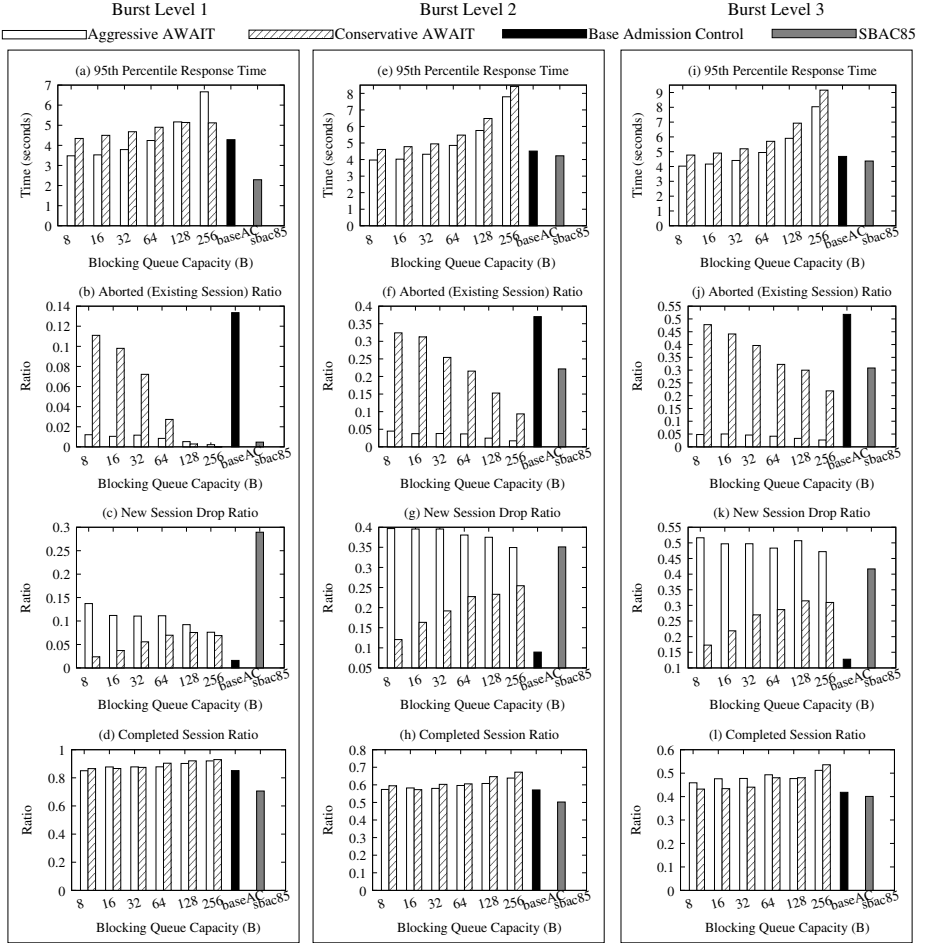 Burst Level 1 Burst Level 2 Burst Level 3
Aggressive AWAIT Conservative AWAIT Base Admission Control SBAC85
(a) 95th Percentile Response Time
Time (seconds)
7
6
5
4
3
2
1
0
8 16 32 64 128 256 baseAC sbac85
Blocking Queue Capacity (B)
(b) Aborted (Existing Session) Ratio
Ratio
0.14
0.12
0.1
0.08
0.06
0.04
0.02
0
8 16 32 64 128 256 baseAC sbac85
Blocking Queue Capacity (B)
(c) New Session Drop Ratio
Ratio
0.3
0.25
0.2
0.15
0.1
0.05
0
8 16 32 64 128 256 baseAC sbac85
Blocking Queue Capacity (B)
(d) Completed Session Ratio
Ratio
1
0.8
0.6
0.4
0.2
0
8 16 32 64 128 256 baseAC sbac85
Blocking Queue Capacity (B)
(e) 95th Percentile Response Time
Time (seconds)
8
7
6
5
4
3
2
1
0
8 16 32 64 128 256 baseAC sbac85
Blocking Queue Capacity (B)
(f) Aborted (Existing Session) Ratio
Ratio
0.4
0.35
0.3
0.25
0.2
0.15
0.1
0.05
0
8 16 32 64 128 256 baseAC sbac85
Blocking Queue Capacity (B)
(g) New Session Drop Ratio
Ratio
0.4
0.35
0.3
0.25
0.2
0.15
0.1
0.05
8 16 32 64 128 256 baseAC sbac85
Blocking Queue Capacity (B)
(h) Completed Session Ratio
Ratio
0.8
0.7
0.6
0.5
0.4
0.3
0.2
0.1
0
8 16 32 64 128 256 baseAC sbac85
Blocking Queue Capacity (B)
(i) 95th Percentile Response Time
Time (seconds)
9
8
7
6
5
4
3
2
1
0
8 16 32 64 128 256 baseAC sbac85
Blocking Queue Capacity (B)
(j) Aborted (Existing Session) Ratio
Ratio
0.55
0.5
0.45
0.4
0.35
0.3
0.25
0.2
0.15
0.1
0.05
0
8 16 32 64 128 256 baseAC sbac85
Blocking Queue Capacity (B)
(k) New Session Drop Ratio
Ratio
0.55
0.5
0.45
0.4
0.35
0.3
0.25
0.2
0.15
0.1
8 16 32 64 128 256 baseAC sbac85
Blocking Queue Capacity (B)
(l) Completed Session Ratio
Ratio
0.6
0.5
0.4
0.3
0.2
0.1
0
8 16 32 64 128 256 baseAC sbac85
Blocking Queue Capacity (B)